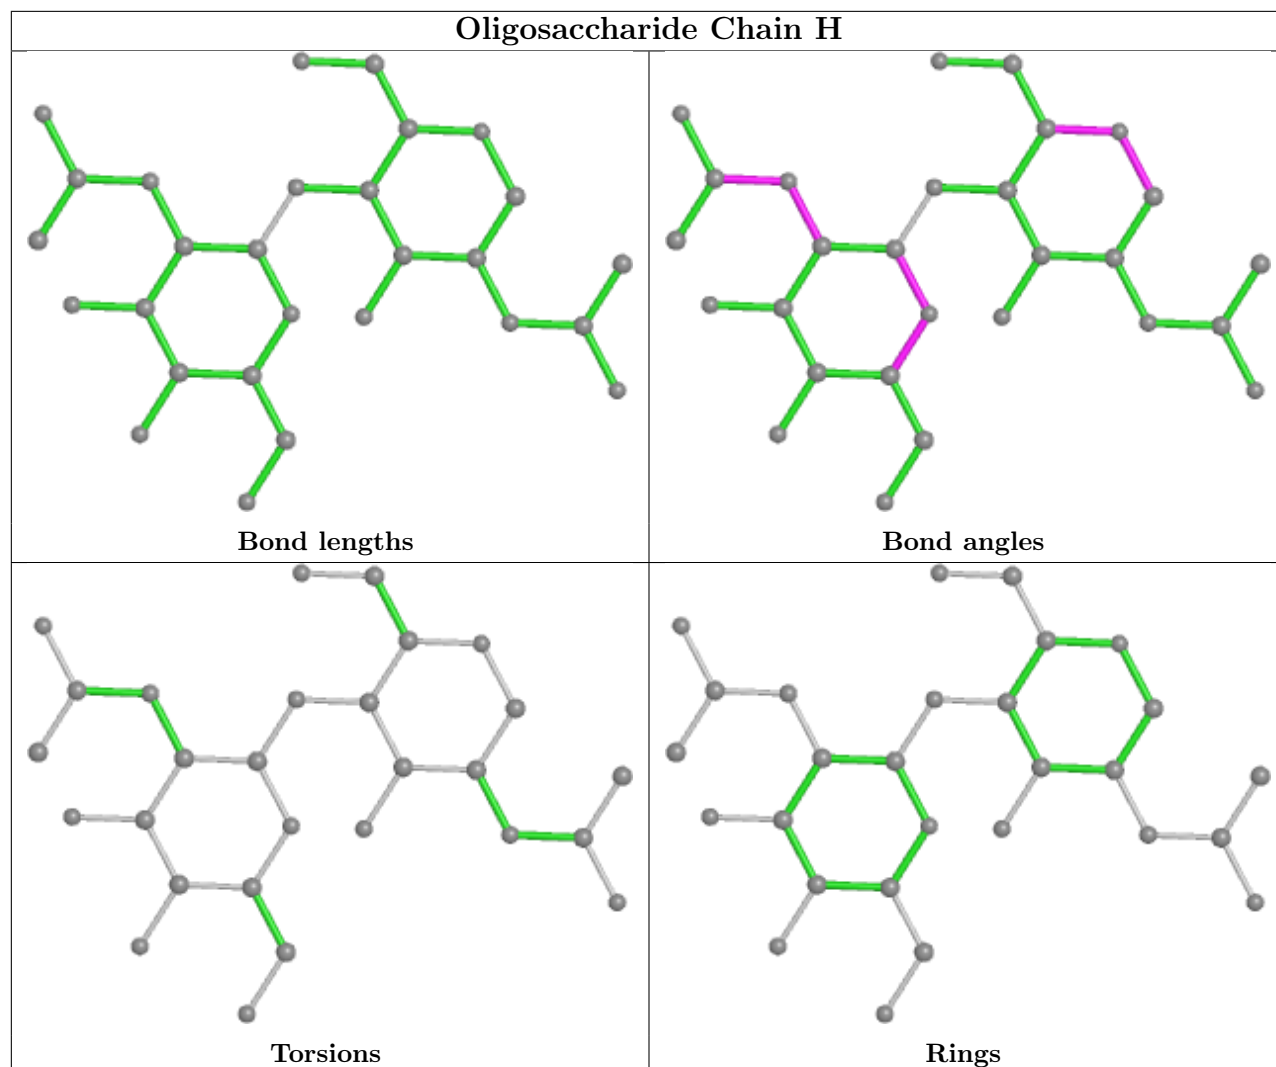 Oligosaccharide Chain H
Bond lengths
Bond angles
Torsions
Rings